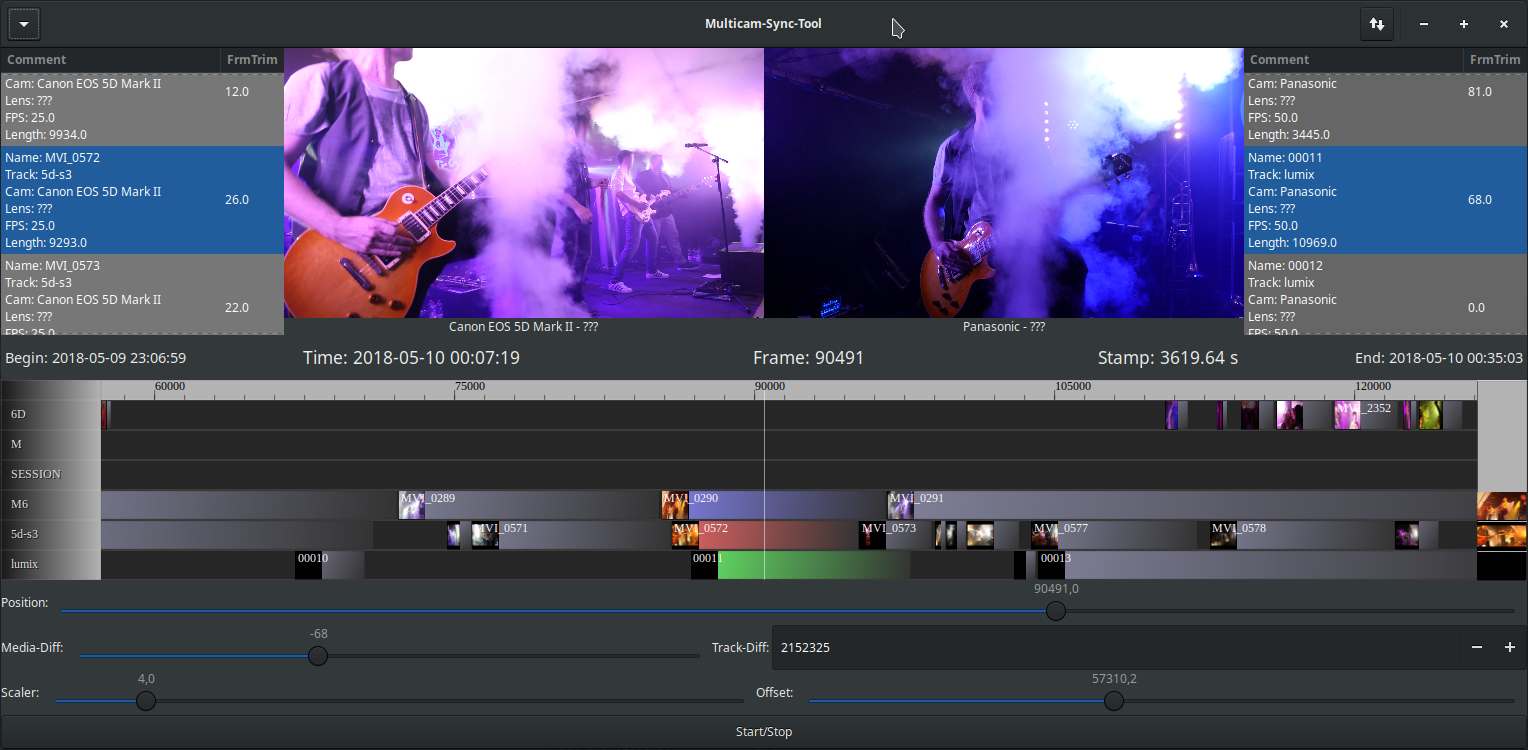 Multicam-Sync-Tool
Comment FrmTrim
Cam: Canon EOS 5D Mark II
Lens: ???
FPS: 25.0
Length: 9934.0
12.0
Name: MVI_0572
Track: 5d-s3
Cam: Canon EOS 5D Mark II
Lens: ???
FPS: 25.0
Length: 9293.0
26.0
Name: MVI_0573
Track: 5d-s3
Cam: Canon EOS 5D Mark II
Lens: ???
FPS: 25.0
22.0
Canon EOS 5D Mark II - ???
Panasonic - ???
Comment FrmTrim
Cam: Panasonic
Lens: ???
FPS: 50.0
Length: 3445.0
81.0
Name: 00011
Track: lumix
Cam: Panasonic
Lens: ???
FPS: 50.0
Length: 10969.0
68.0
Name: 00012
Track: lumix
Cam: Panasonic
Lens: ???
FPS: 50.0
0.0
Begin: 2018-05-09 23:06:59 Time: 2018-05-10 00:07:19 Frame: 90491 Stamp: 3619.64 s End: 2018-05-10 00:35:03
60000 75000 90000 105000 120000
6D MVI_2352
M
SESSION
M6 MVI_0289 MVI_0290 MVI_0291
5d-s3 MVI_0571 MVI_0572 MVI_0573 MVI_0577 MVI_0578
lumix 00010 00011 00013
Position: 90491,0
Media-Diff: -68 Track-Diff: 2152325
Scaler: 4,0 Offset: 57310,2
Start/Stop